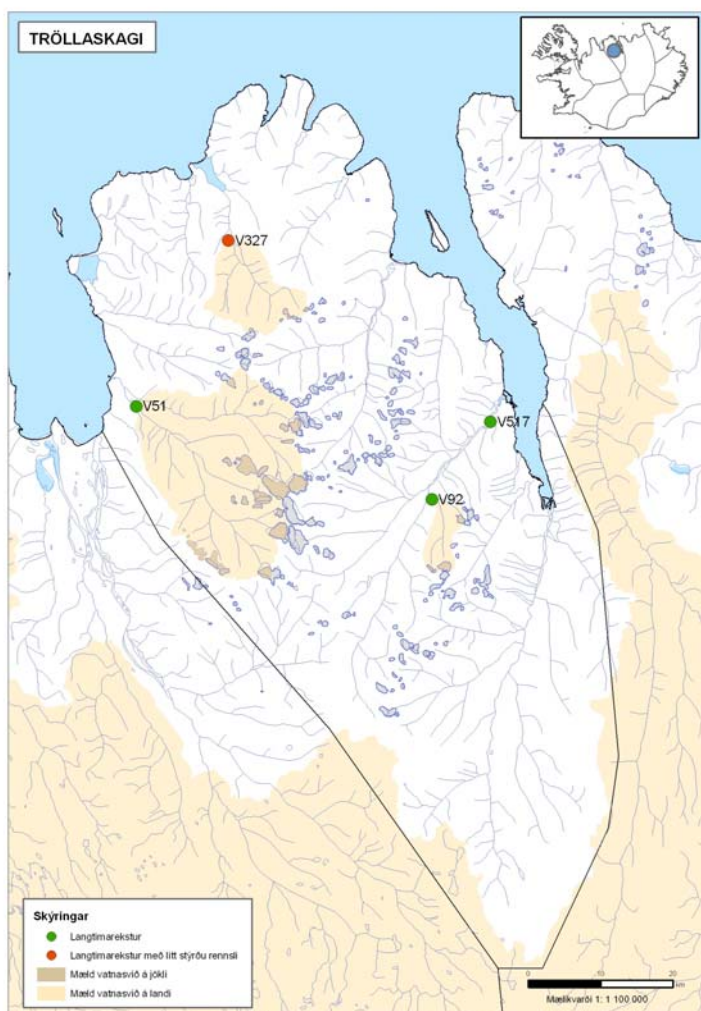 TRÖLLASKAGI
V327
V51
V517
V92
Skýringar
Langtímarekstur
Langtímarekstur með lítt stýrðu rennsli
Mæld vatnasvið á jökli
Mæld vatnasvið á landi
0 10 20
km
Mælikvarði 1: 1 100.000